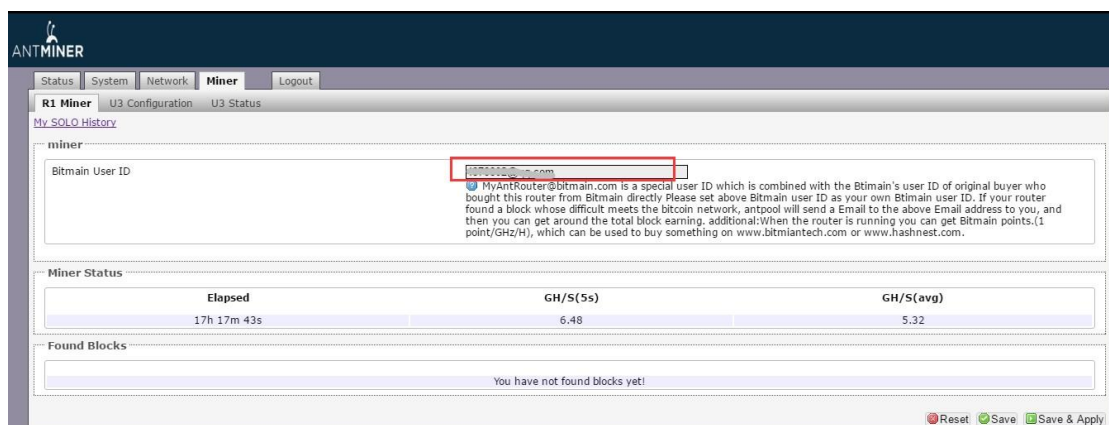 ANTMINER
Status System Network Miner Logout
R1 Miner U3 Configuration U3 Status
My SOLO History
miner
Bitmain User ID
MyAntRouter@bitmain.com is a special user ID which is combined with the Btimain's user ID of original buyer who
bought this router from Bitmain directly Please set above Bitmain user ID as your own Btimain user ID. If your router
found a block whose difficult meets the bitcoin network, antpool will send a Email to the above Email address to you, and
then you can get around the total block earning. additional:When the router is running you can get Bitmain points.(1
point/GHz/H), which can be used to buy something on www.bitmiantech.com or www.hashnest.com.
Miner Status
Elapsed GH/S(5s) GH/S(avg)
17h 17m 43s 6.48 5.32
Found Blocks
You have not found blocks yet!
Reset Save Save & Apply